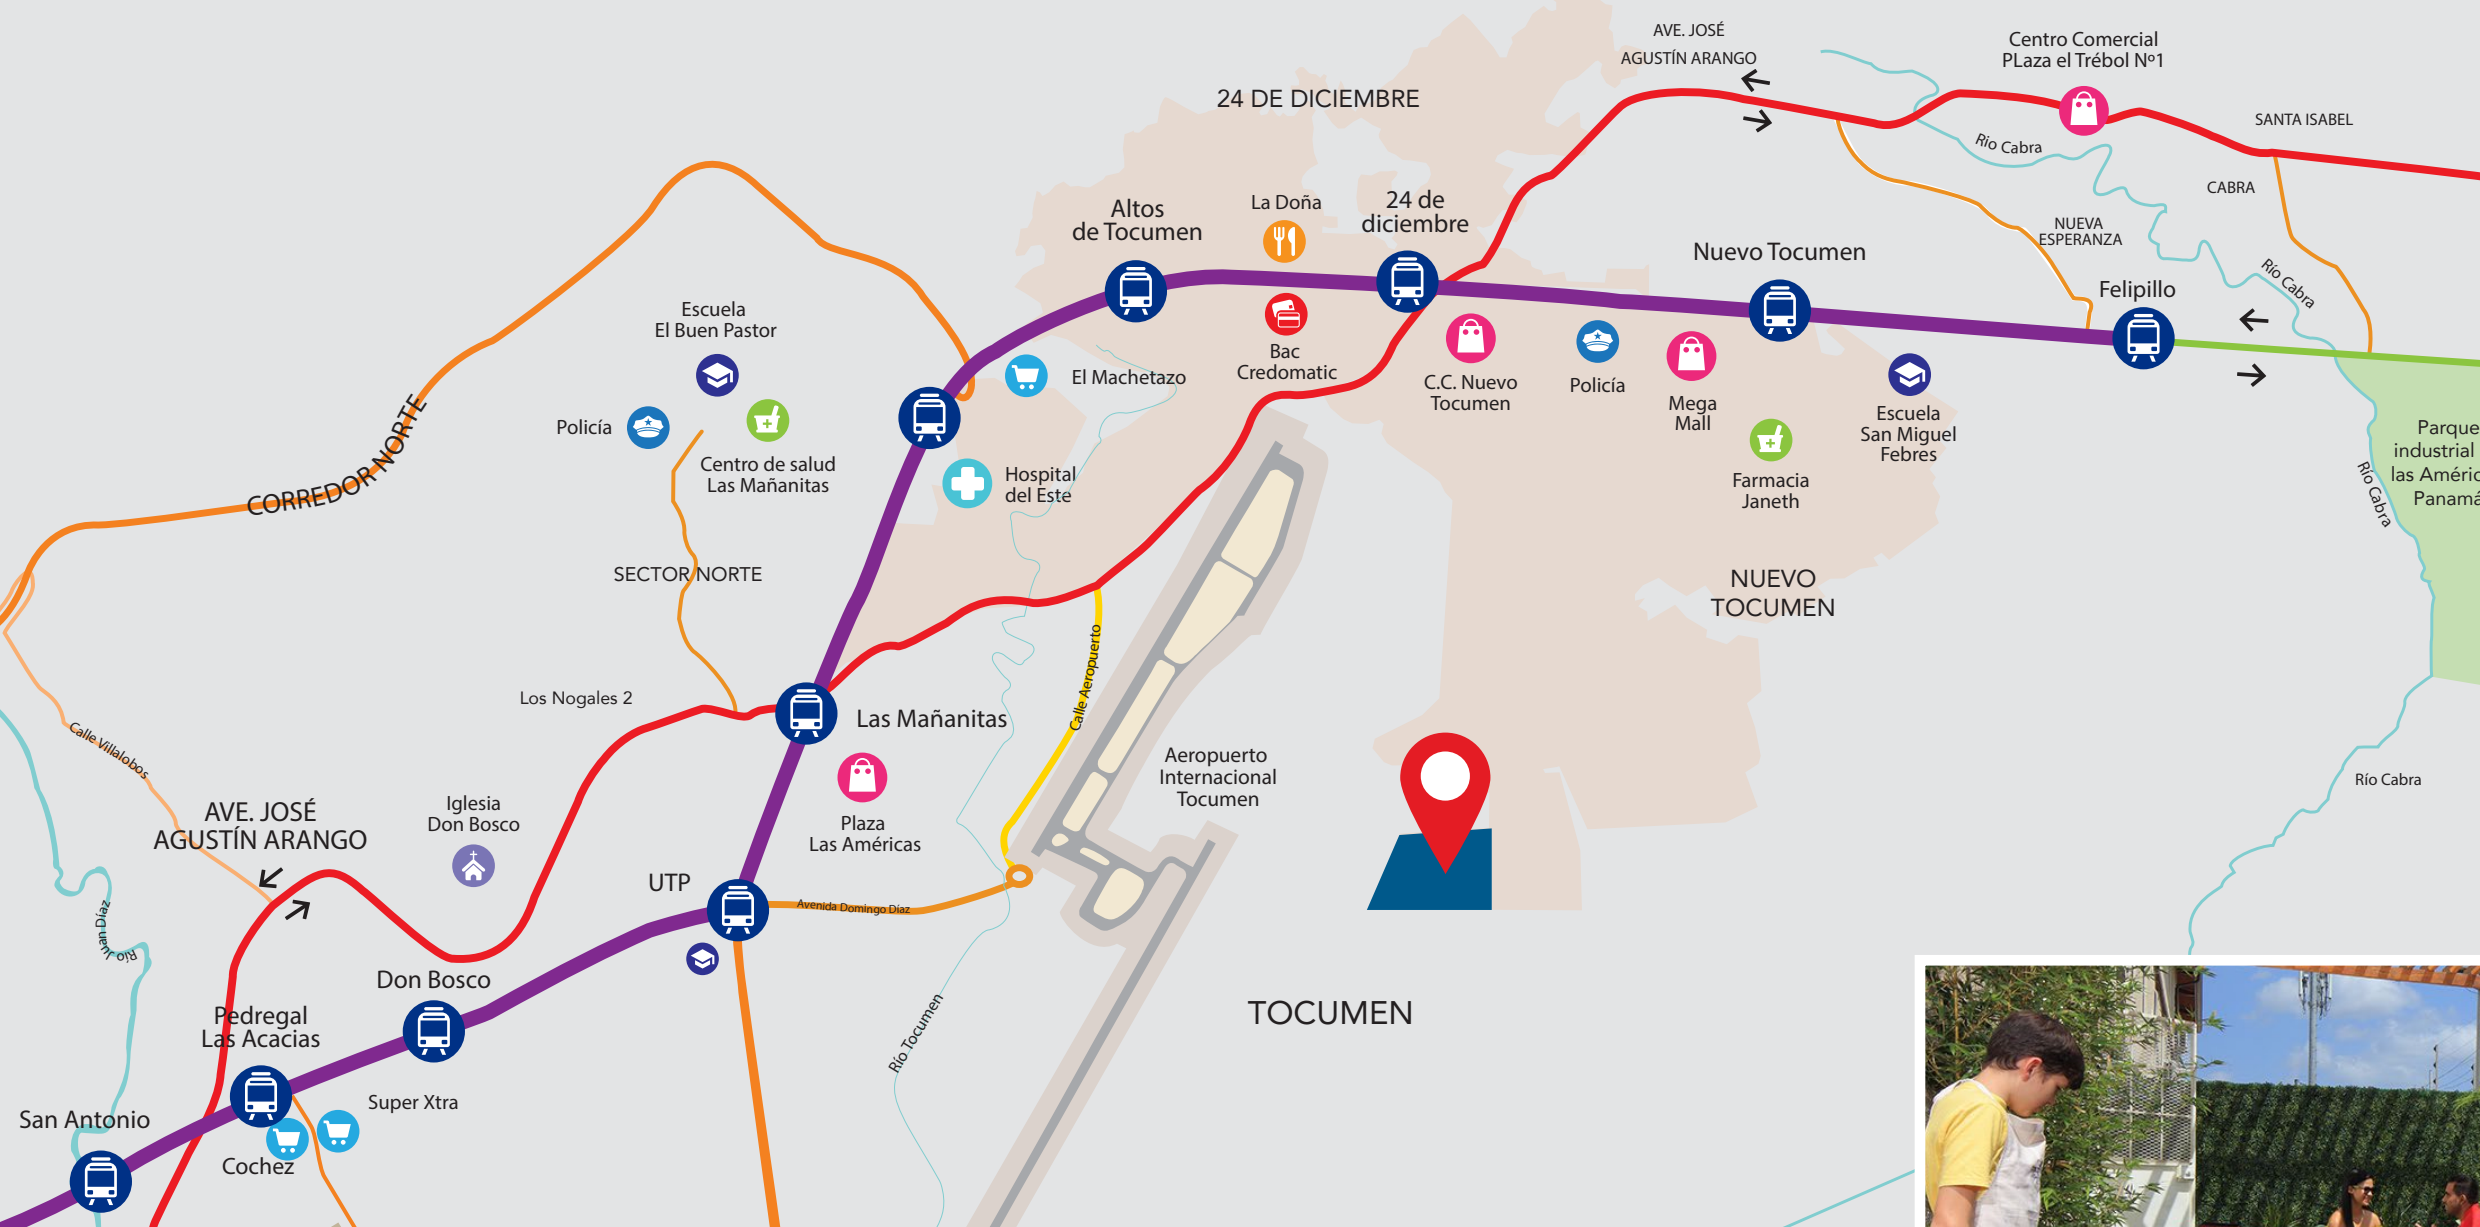 AVE. JOSÉ
AGUSTÍN ARANGO
Centro Comercial
PLaza el Trébol Nº1
24 DE DICIEMBRE
SANTA ISABEL
Río Cabra
CABRA
La Doña
24 de
diciembre
Altos
de Tocumen
NUEVA
ESPERANZA
Nuevo Tocumen
Felipillo
Río Cabra
Escuela
El Buen Pastor
Bac
Credomatic
El Machetazo
C.C. Nuevo
Tocumen
Policía
Mega
Mall
Escuela
San Miguel
Febres
Parque
industrial
las Améric
Panamá
Río Cabra
CORREDOR NORTE
Policía
Centro de salud
Las Mañanitas
Hospital
del Este
Farmacia
Janeth
SECTOR NORTE
NUEVO
TOCUMEN
Los Nogales 2
Las Mañanitas
Calle Aeropuerto
Calle Villalobos
Aeropuerto
Internacional
Tocumen
Río Cabra
AVE. JOSÉ
AGUSTÍN ARANGO
Iglesia
Don Bosco
Plaza
Las Américas
UTP
Avenida Domingo Díaz
Río Juan Díaz
Don Bosco
TOCUMEN
Pedregal
Las Acacias
Río Tocumen
Super Xtra
San Antonio
Cochez